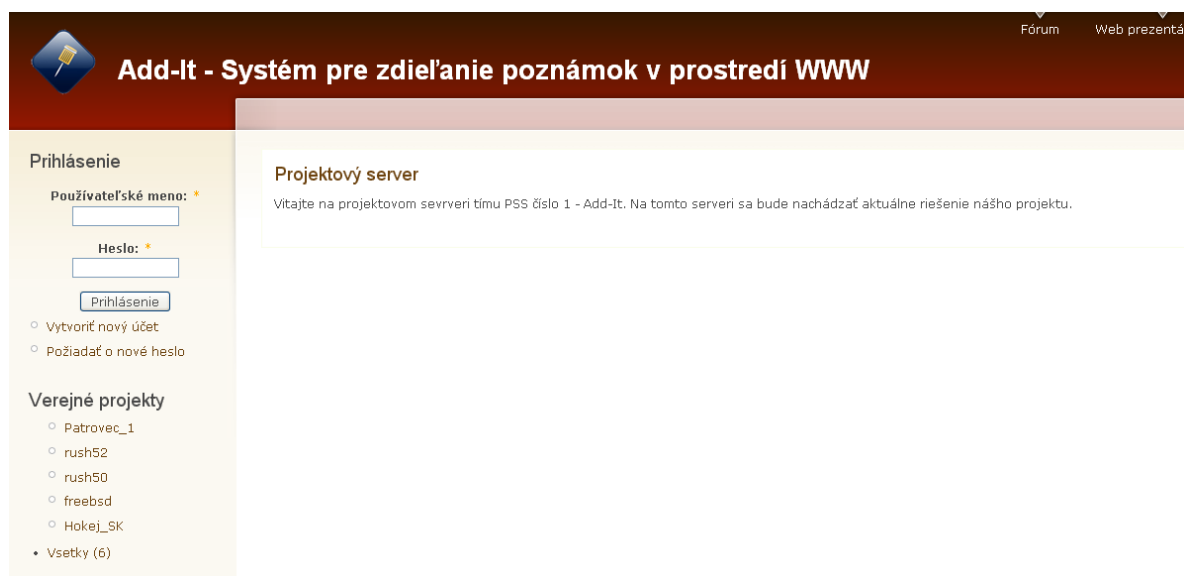 Fórum
Web prezentá
Add-It - Systém pre zdieľanie poznámok v prostredí WWW
Prihlásenie
Používateľské meno: *
Heslo: *
Prihlásenie
Vytvoriť nový účet
Požiadať o nové heslo
Verejné projekty
Patrovec_1
rush52
rush50
freebsd
Hokej_SK
Vsetky (6)
Projektový server
Vitajte na projektovom sevrveri tímu PSS číslo 1 - Add-It. Na tomto serveri sa bude nachádzať aktuálne riešenie nášho projektu.